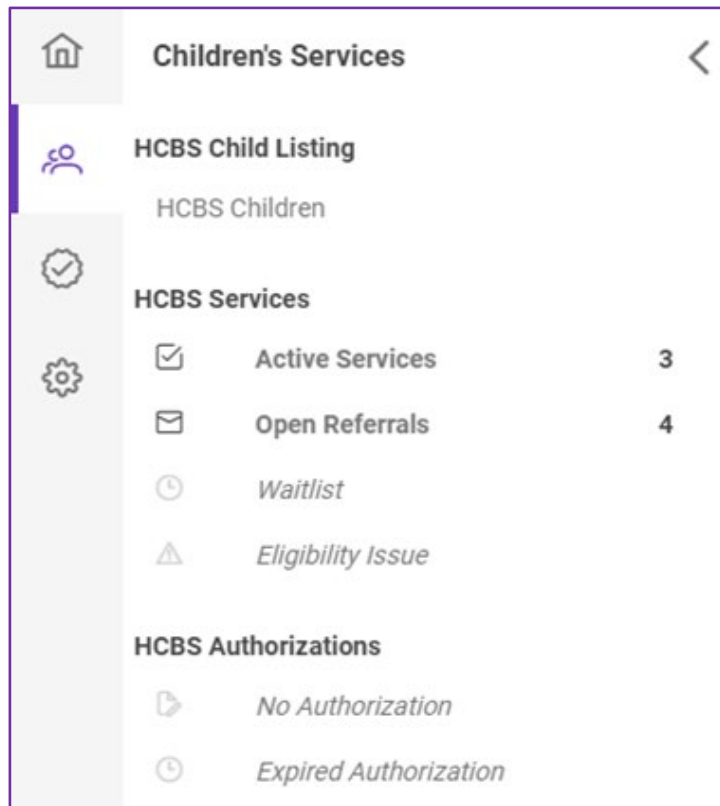 Children's Services
HCBS Child Listing
HCBS Children
HCBS Services
Active Services 3
Open Referrals 4
Waitlist
Eligibility Issue
HCBS Authorizations
No Authorization
Expired Authorization